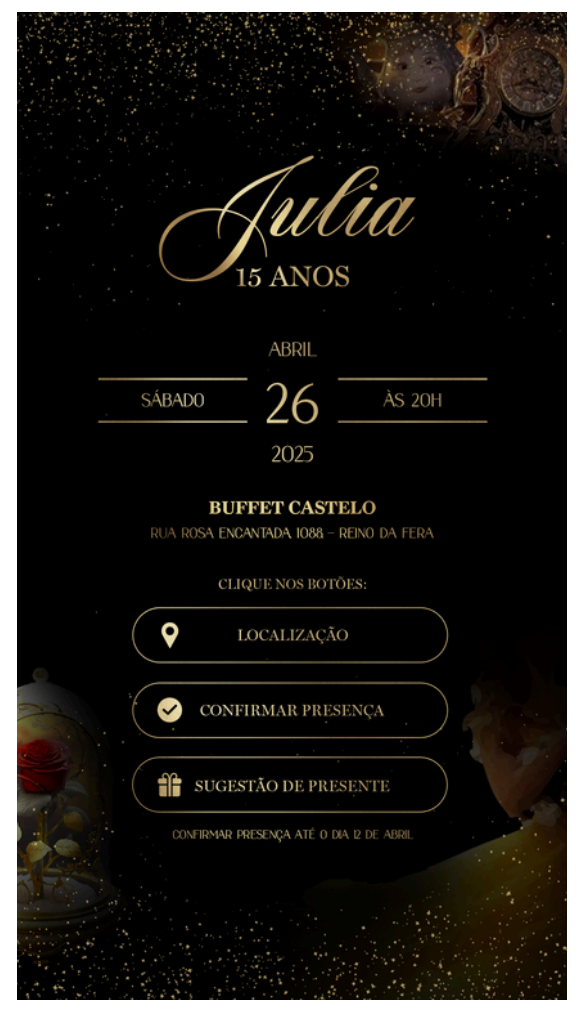 Julia
15 ANOS
ABRIL
SÁBADO 26 ÀS 20H
2025
BUFFET CASTELO
RUA ROSA ENCANTADA 1088 - REINO DA FERA
CLIQUE NOS BOTÕES:
LOCALIZAÇÃO
CONFIRMAR PRESENÇA
SUGESTÃO DE PRESENTE
CONFIRMAR PRESENÇA ATÉ O DIA 12 DE ABRIL